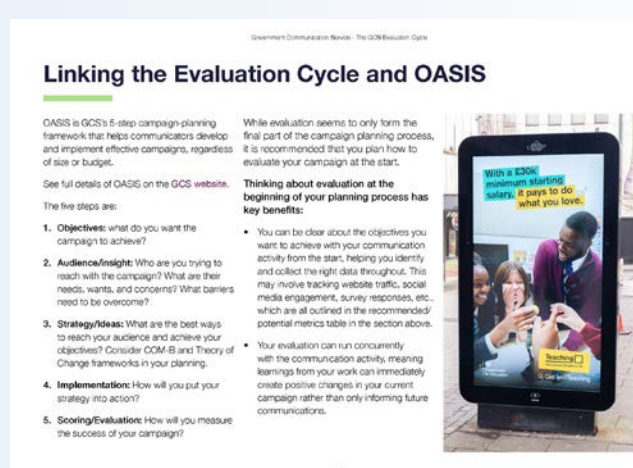 Government Communication Service - The GCS Evaluation Cycle
Linking the Evaluation Cycle and OASIS
OASIS is GCS's 5-step campaign-planning
framework that helps communicators develop
and implement effective campaigns, regardless
of size or budget.
See full details of OASIS on the GCS website.
The five steps are:
1. Objectives: what do you want the
campaign to achieve?
2. Audience/insight: Who are you trying to
reach with the campaign? What are their
needs, wants, and concerns? What barriers
need to be overcome?
3. Strategy/Ideas: What are the best ways
to reach your audience and achieve your
objectives? Consider COM-B and Theory of
Change frameworks in your planning.
4. Implementation: How will you put your
strategy into action?
5. Scoring/Evaluation: How will you measure
the success of your campaign?
While evaluation seems to only form the
final part of the campaign planning process,
it is recommended that you plan how to
evaluate your campaign at the start.
Thinking about evaluation at the
beginning of your planning process has
key benefits:
• You can be clear about the objectives you
want to achieve with your communication
activity from the start, helping you identify
and collect the right data throughout. This
may involve tracking website traffic, social
media engagement, survey responses, etc.,
which are all outlined in the recommended/
potential metrics table in the section above.
• Your evaluation can run concurrently
with the communication activity, meaning
learnings from your work can immediately
create positive changes in your current
campaign rather than only informing future
communications.
With a £30k
minimum starting
salary, it pays to do
what you love.
Teaching
Get Into Teaching